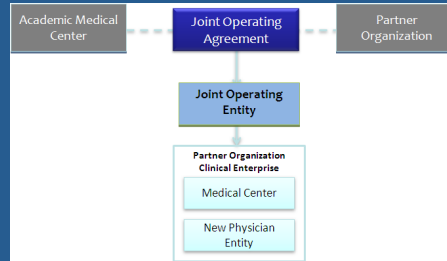 Academic Medical
Center
Joint Operating
Agreement
Partner
Organization
Joint Operating
Entity
Partner Organization
Clinical Enterprise
Medical Center
New Physician
Entity